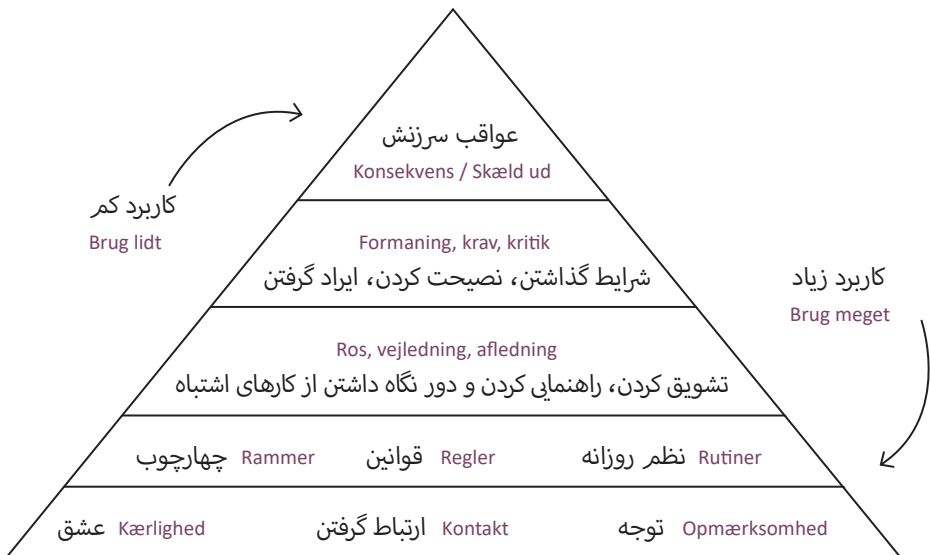 عواقب سرزنش
Konsekvens / Skæld ud
کاربرد کم
Brug lidt
Formaning, krav, kritik
شرایط گذاشتن، نصیحت کردن، ایراد گرفتن
کاربرد زیاد
Brug meget
Ros, vejledning, afledning
تشویق کردن، راهنمایی کردن و دور نگاه داشتن از کارهای اشتباه
چهارچوب Rammer قوانین Regler نظم روزانه Rutiner
عشق Kærlighed ارتباط گرفتن Kontakt توجه Opmærksomhed